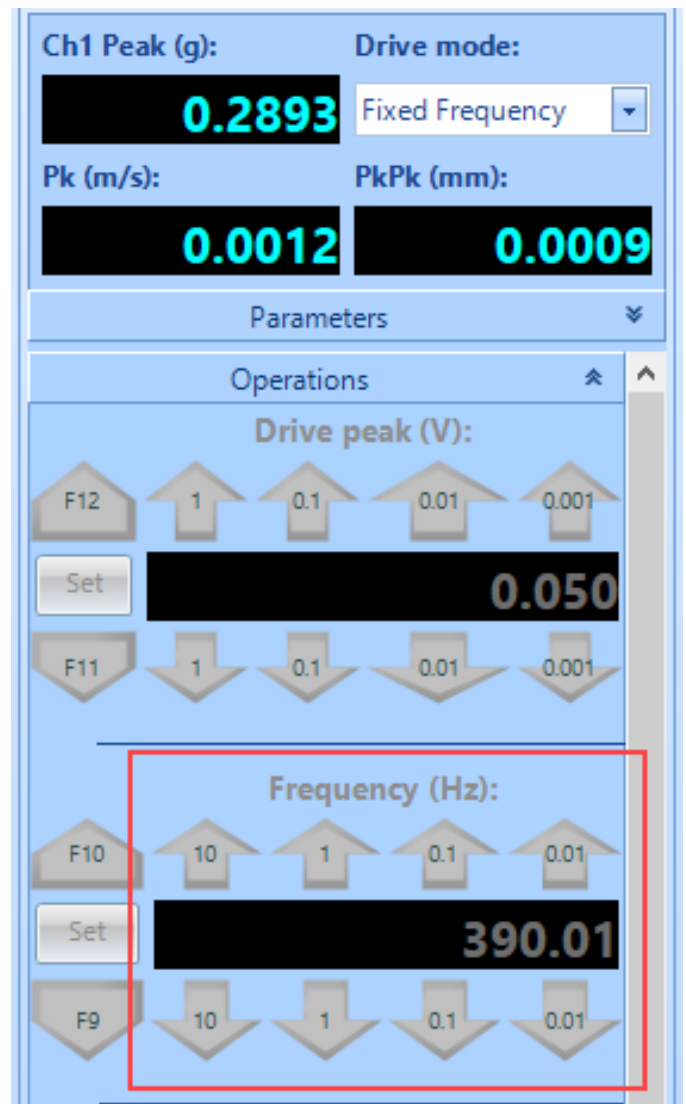 Ch1 Peak (g): Drive mode:
0.2893 Fixed Frequency
Pk (m/s): PkPk (mm):
0.0012 0.0009
Parameters
Operations
Drive peak (V):
F12 1 0.1 0.01 0.001
Set 0.050
F11 1 0.1 0.01 0.001
Frequency (Hz):
F10 10 1 0.1 0.01
Set 390.01
F9 10 1 0.1 0.01